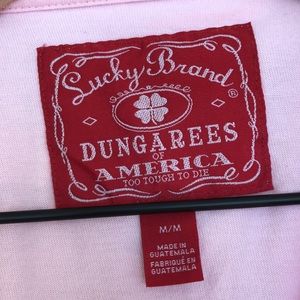 Lucky Brand
®
DUNGAREES
OF
AMERICA
TOO TOUGH TO DIE
M/M
MADE IN
GUATEMALA
FABRIQUÉ EN
GUATEMALA